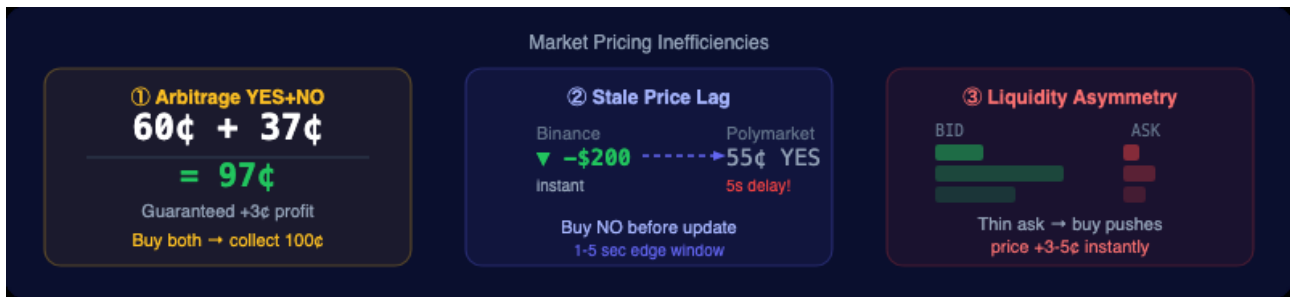 Market Pricing Inefficiencies
① Arbitrage YES+NO
60¢ + 37¢
= 97¢
Guaranteed +3¢ profit
Buy both → collect 100¢
② Stale Price Lag
Binance
▼ −$200
instant
Polymarket
55¢ YES
5s delay!
Buy NO before update
1-5 sec edge window
③ Liquidity Asymmetry
BID ASK
Thin ask → buy pushes
price +3-5¢ instantly